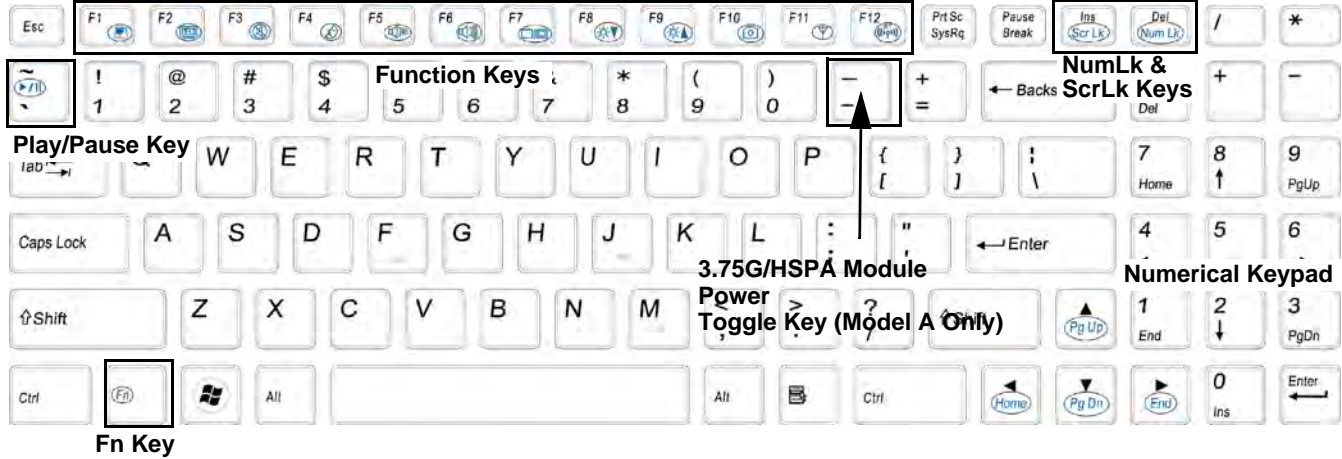 Esc F1 F2 F3 F4 F5 F6 F7 F8 F9 F10 F11 F12 Prt Sc SysRq Pause Break Ins Scr Lk Del Num Lk / *
~ ` ! 1 @ 2 # 3 $ 4 5 6 7 * 8 ( 9 ) 0 — - + = ← Backs Del + −
Function Keys
NumLk &
ScrLk Keys
Play/Pause Key
Tab W E R T Y U I O P { [ } ] ¦ \ 7 Home 8 ↑ 9 PgUp
Caps Lock A S D F G H J K L : " ' Enter 4 5 6
3.75G/HSPA Module
Power
Toggle Key (Model A Only)
Numerical Keypad
⇧Shift Z X C V B N M > ? Pg Up 1 End 2 ↓ 3 PgDn
Ctrl Fn Alt Alt Ctrl Home Pg Dn End 0 Ins Enter
Fn Key